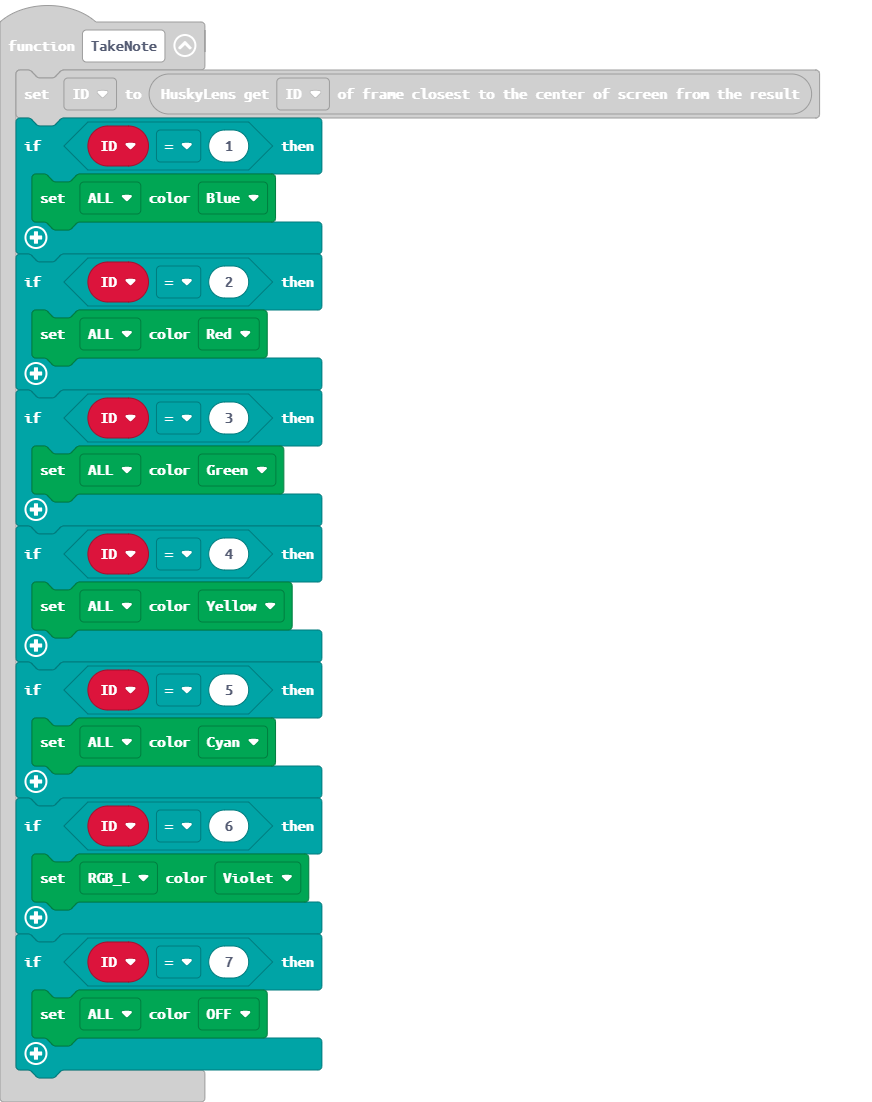 function TakeNote
set ID to HuskyLens get ID of frame closest to the center of screen from the result
if ID = 1 then
set ALL color Blue
if ID = 2 then
set ALL color Red
if ID = 3 then
set ALL color Green
if ID = 4 then
set ALL color Yellow
if ID = 5 then
set ALL color Cyan
if ID = 6 then
set RGB_L color Violet
if ID = 7 then
set ALL color OFF